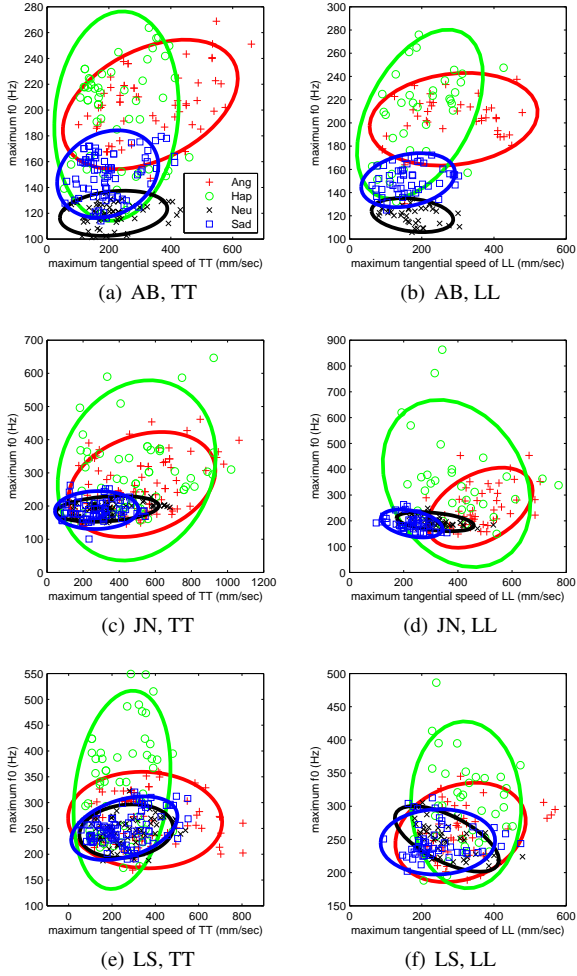 280
260
240
220
200
180
160
140
120
100
maximum f0 (Hz)
0 200 400 600
maximum tangential speed of TT (mm/sec)
Ang
Hap
Neu
Sad
(a) AB, TT
280
260
240
220
200
180
160
140
120
100
maximum f0 (Hz)
0 200 400 600
maximum tangential speed of LL (mm/sec)
(b) AB, LL
700
600
500
400
300
200
100
0
maximum f0 (Hz)
0 200 400 600 800 1000 1200
maximum tangential speed of TT (mm/sec)
(c) JN, TT
900
800
700
600
500
400
300
200
100
0
maximum f0 (Hz)
0 200 400 600 800
maximum tangential speed of LL (mm/sec)
(d) JN, LL
550
500
450
400
350
300
250
200
150
100
maximum f0 (Hz)
0 200 400 600 800
maximum tangential speed of TT (mm/sec)
(e) LS, TT
500
450
400
350
300
250
200
150
maximum f0 (Hz)
0 200 400 600
maximum tangential speed of LL (mm/sec)
(f) LS, LL